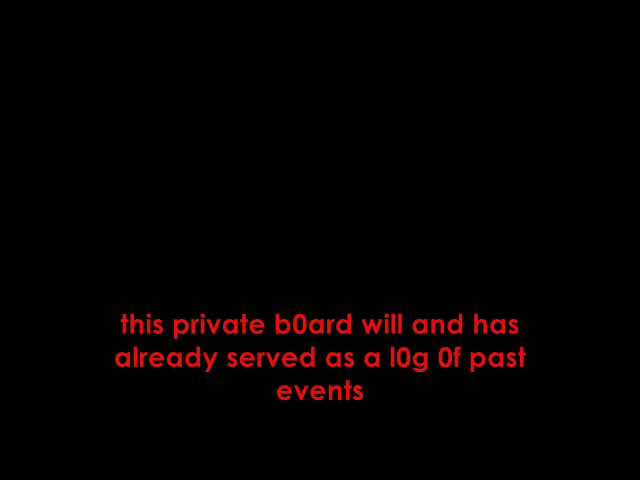 this private b0ard will and has
already served as a l0g 0f past
events